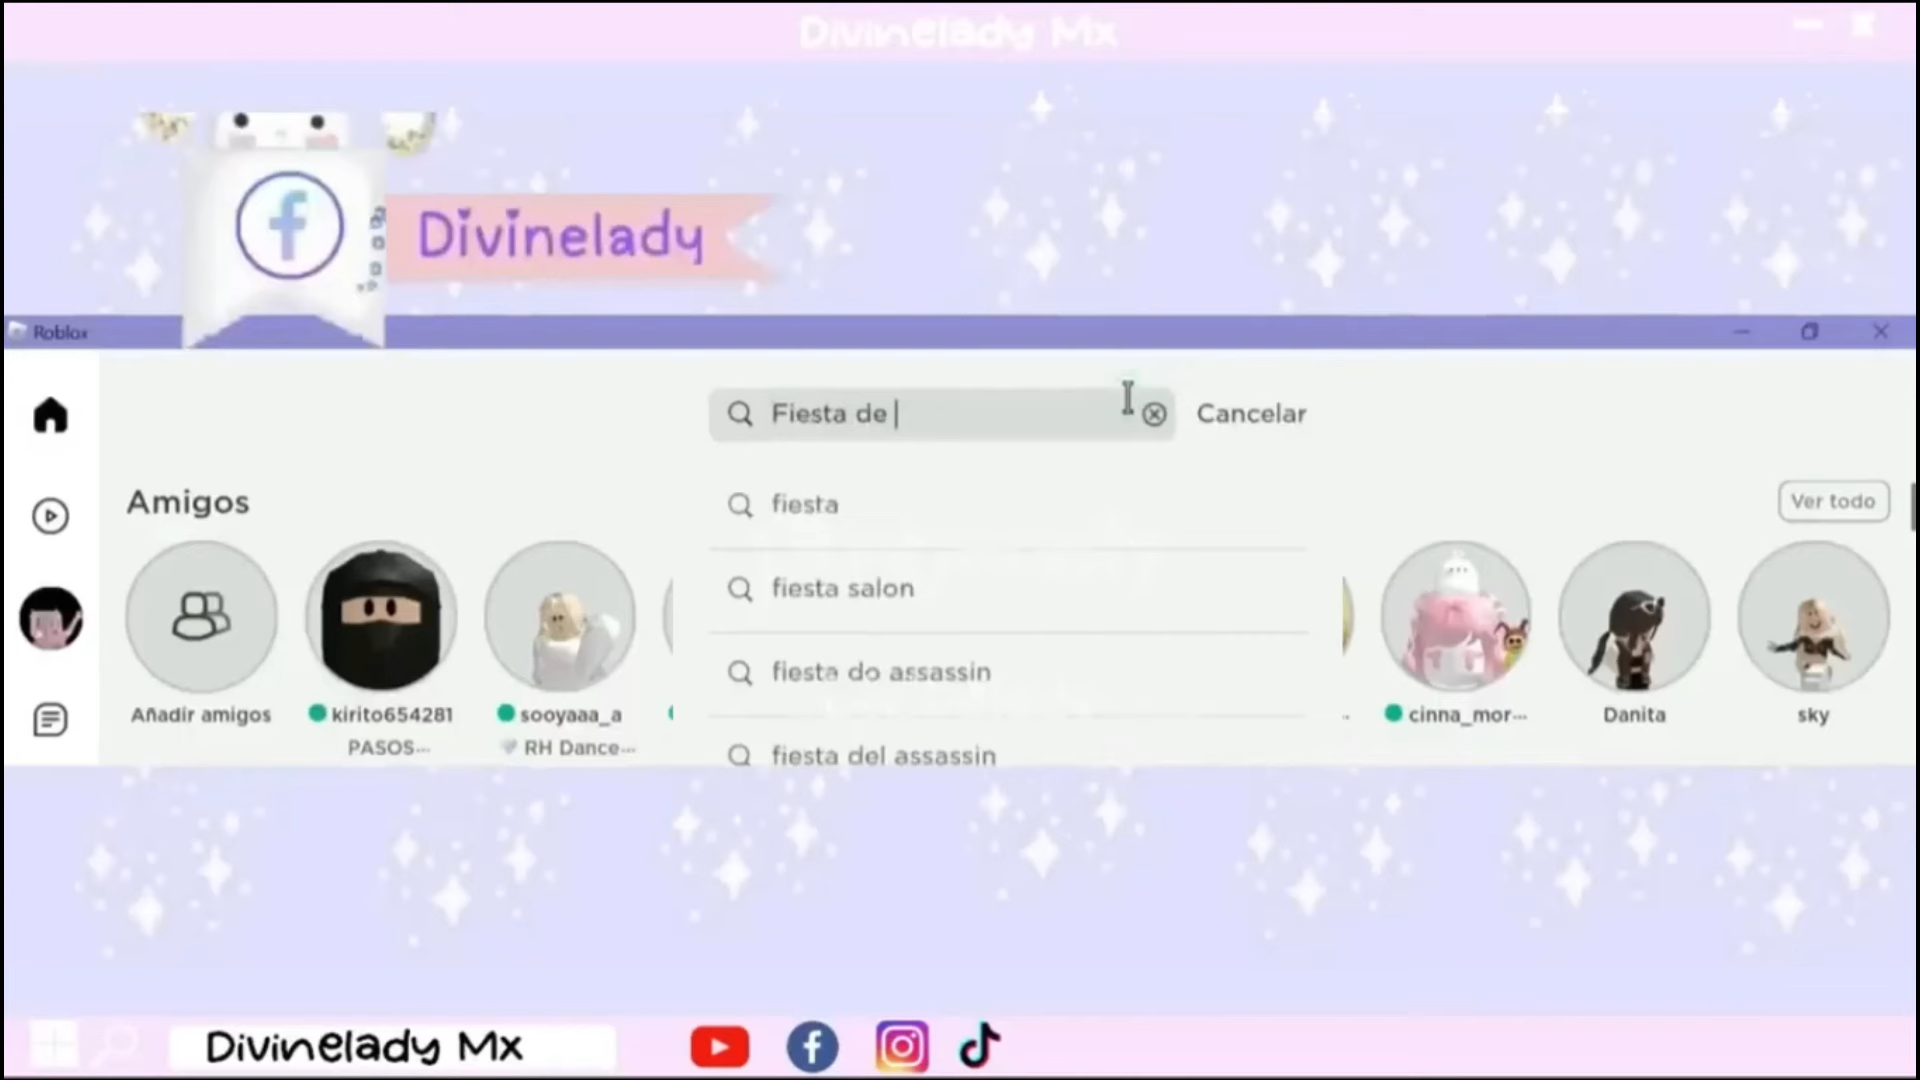 Divinelady Mx
Divinelady
Roblox
Fiesta de
Cancelar
Amigos
Ver todo
fiesta
fiesta salon
fiesta do assassin
fiesta del assassin
Añadir amigos
kirito654281
PASOS...
sooyaaa_a
RH Dance...
cinna_mor...
Danita
sky
Divinelady Mx